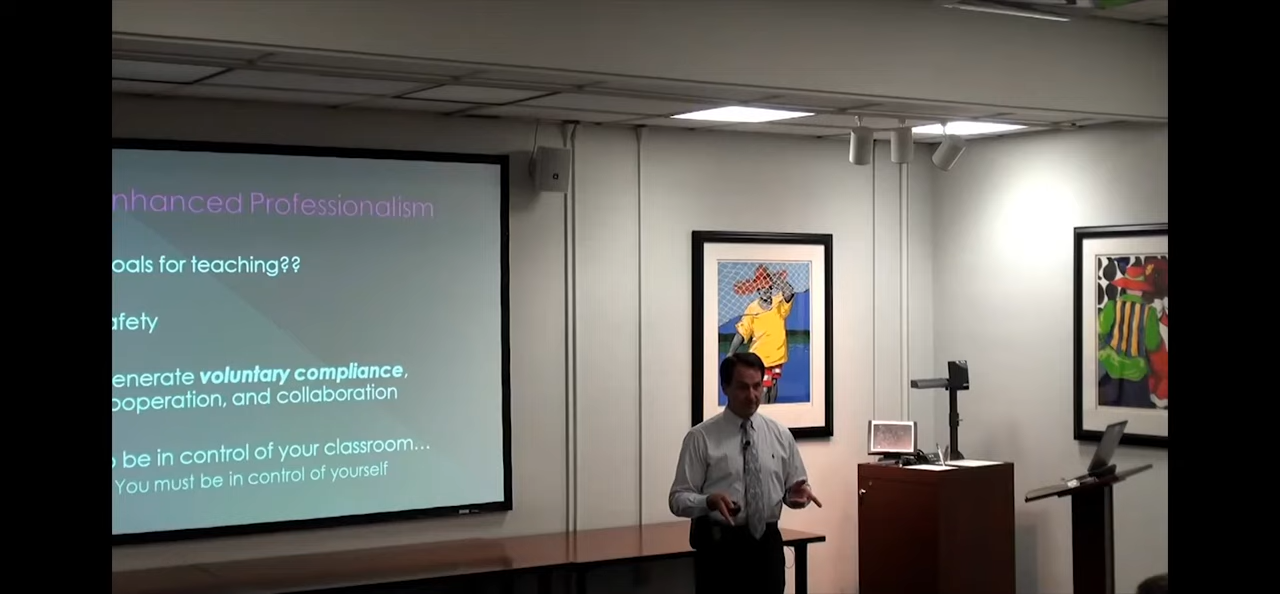 nhanced Professionalism
oals for teaching??
afety
enerate voluntary compliance,
ooperation, and collaboration
o be in control of your classroom...
You must be in control of yourself